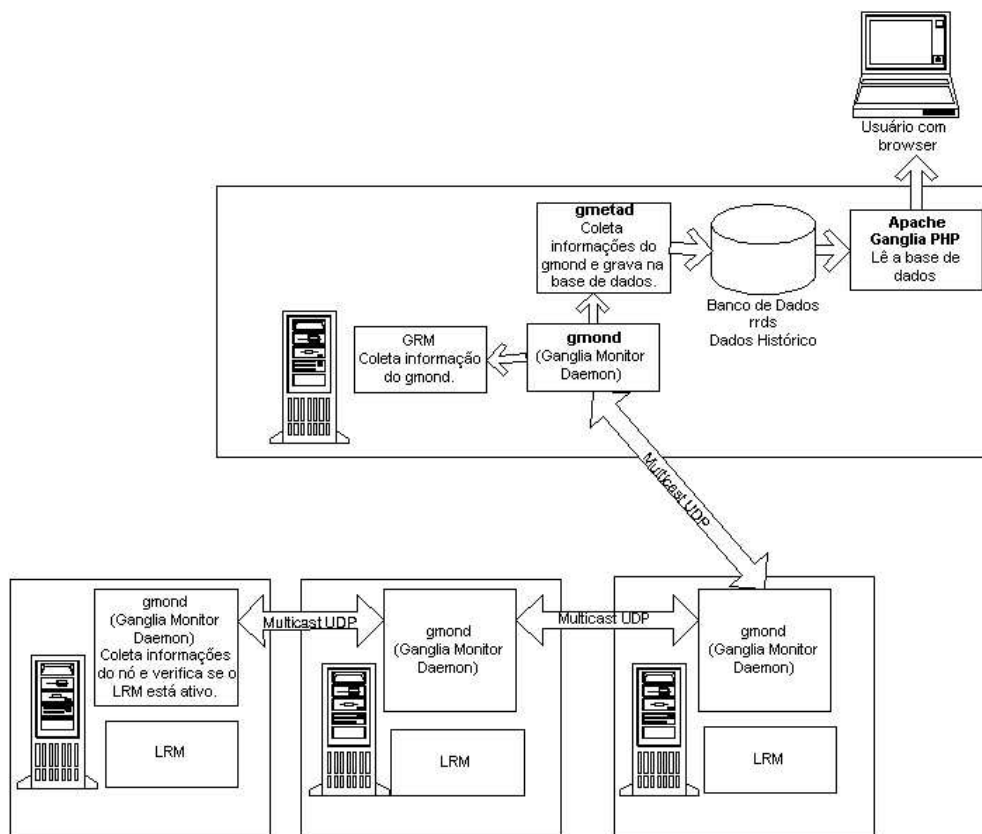 Usuário com
browser
gmetad
Coleta
informações do
gmond e grava na
base de dados.
Banco de Dados
rrds
Dados Histórico
Apache
Ganglia PHP
Lê a base de
dados
GRM
Coleta informação
do gmond.
gmond
(Ganglia Monitor
Daemon)
Multicast UDP
gmond
(Ganglia Monitor
Daemon)
Coleta informações
do nó e verifica se o
LRM está ativo.
LRM
Multicast UDP
gmond
(Ganglia Monitor
Daemon)
LRM
Multicast UDP
gmond
(Ganglia Monitor
Daemon)
LRM